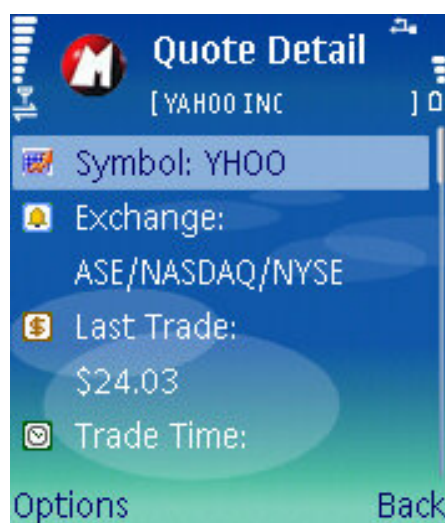 Quote Detail
[ YAHOO INC ]
Symbol: YHOO
Exchange:
ASE/NASDAQ/NYSE
Last Trade:
$24.03
Trade Time:
Options Back